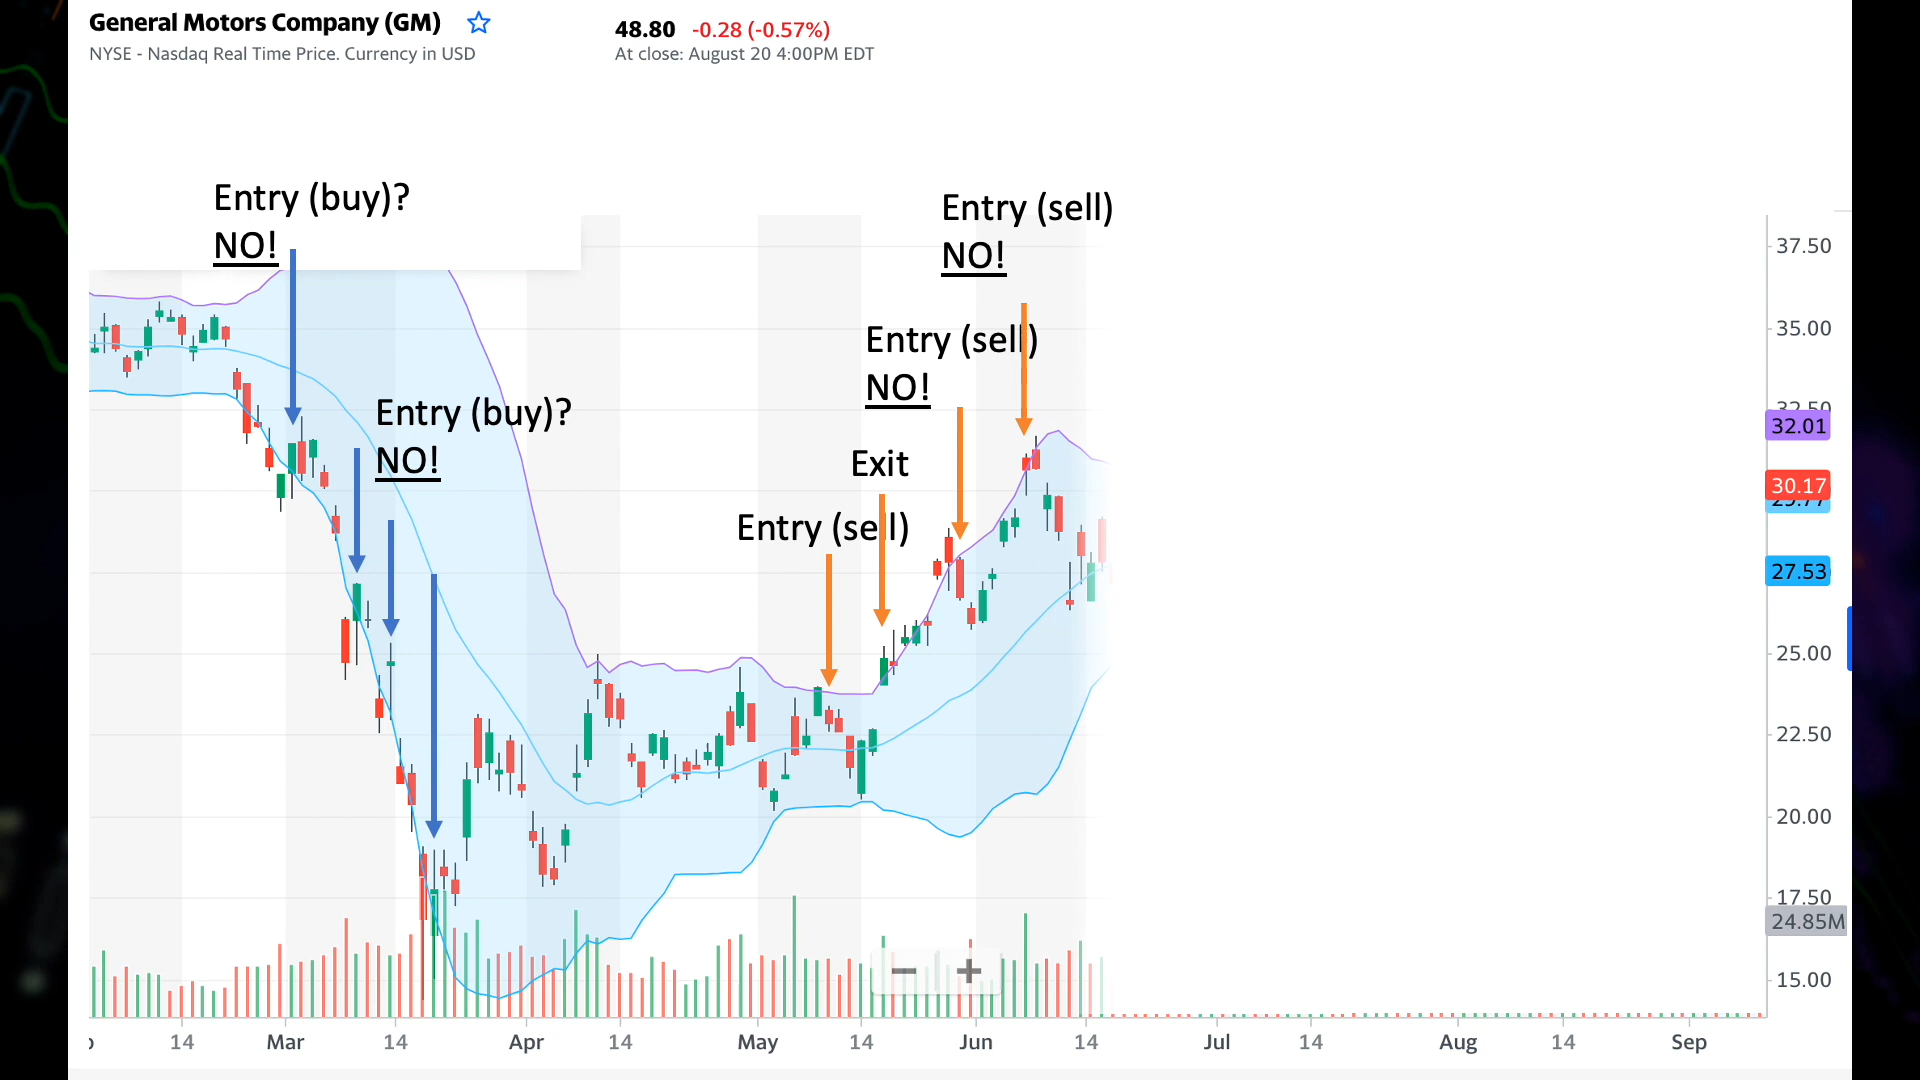 General Motors Company (GM)
48.80 -0.28 (-0.57%)
NYSE - Nasdaq Real Time Price. Currency in USD
At close: August 20 4:00PM EDT
Entry (buy)?
NO!
Entry (sell)
NO!
Entry (sell)
NO!
Entry (buy)?
NO!
Exit
Entry (sell)
37.50
35.00
32.50
32.01
30.17
27.53
25.00
22.50
20.00
17.50
24.85M
15.00
14 Mar 14 Apr 14 May 14 Jun 14 Jul 14 Aug 14 Sep